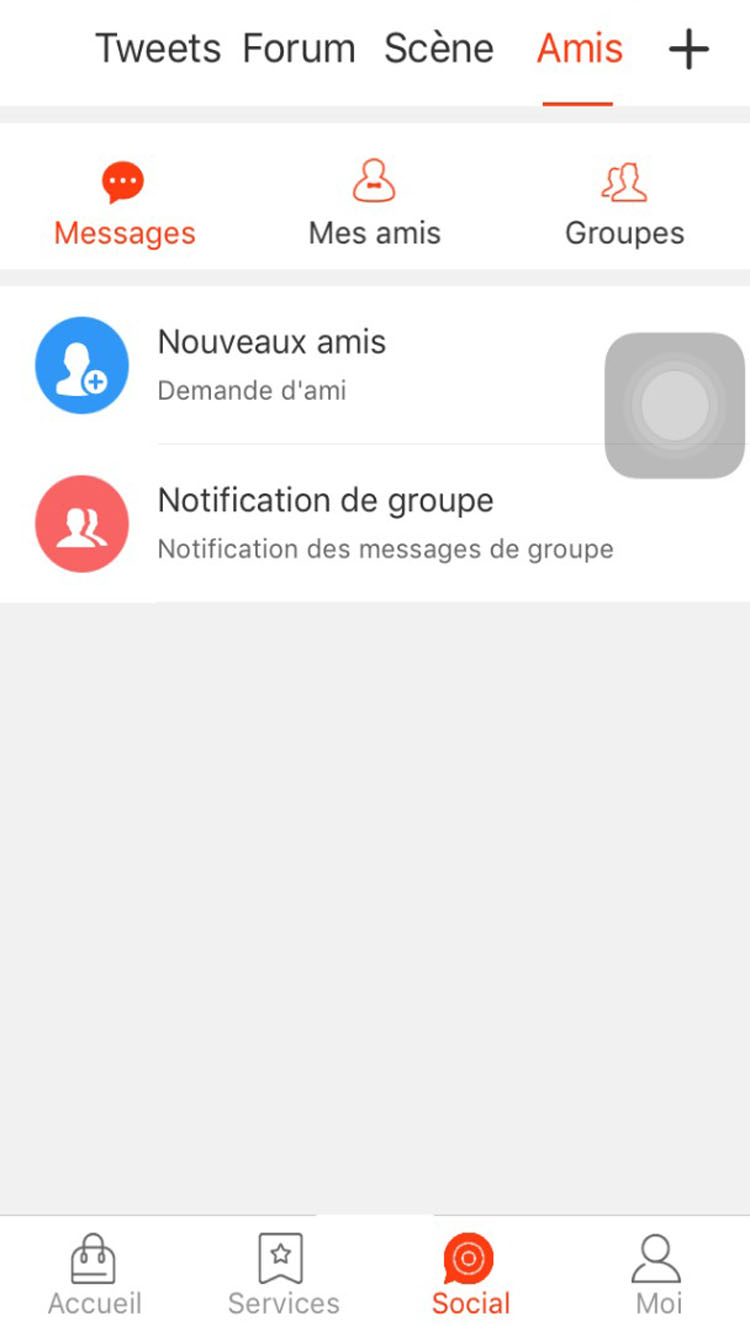 Tweets Forum Scène Amis +
Messages Mes amis Groupes
Nouveaux amis
Demande d'ami
Notification de groupe
Notification des messages de groupe
Accueil Services Social Moi